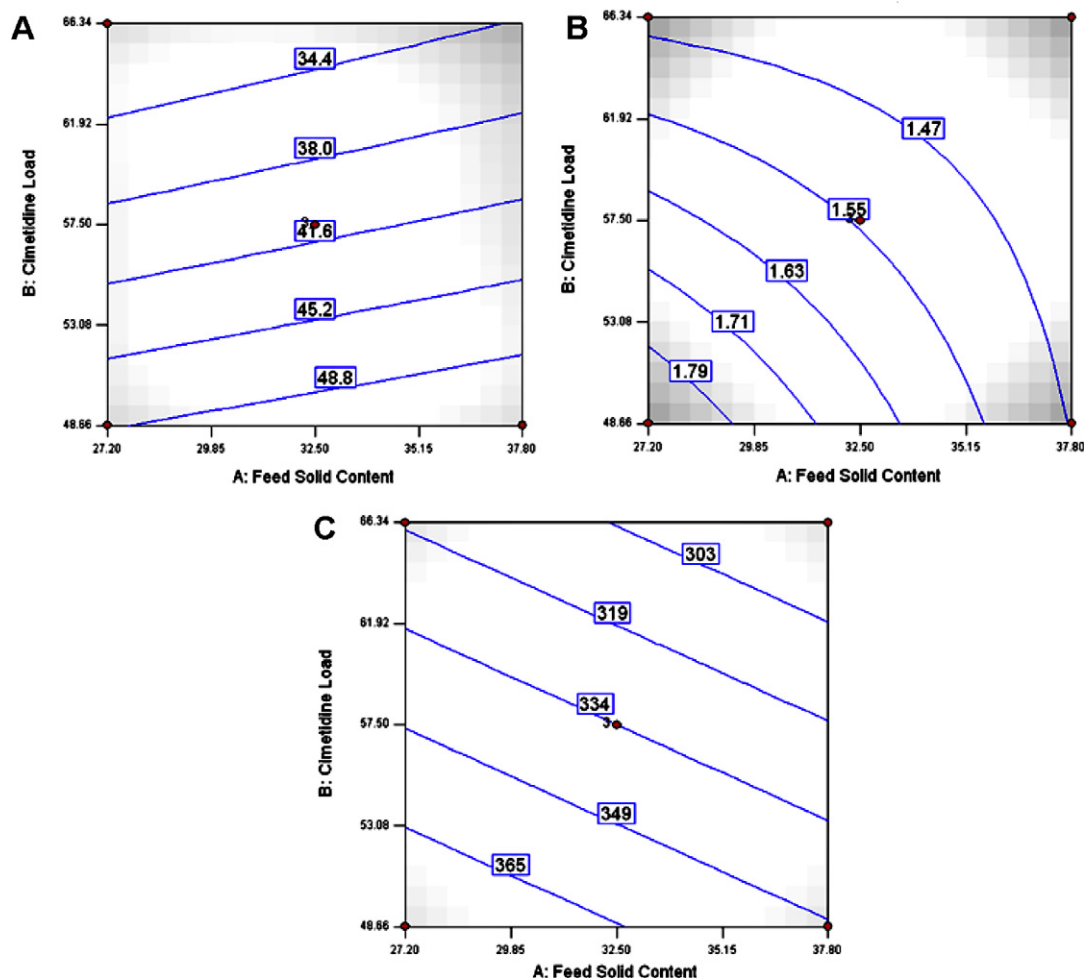 A
B: Cimetidine Load
66.34
61.92
57.50
53.08
48.66
34.4
38.0
3
41.6
45.2
48.8
27.20 29.85 32.50 35.15 37.80
A: Feed Solid Content
B
B: Cimetidine Load
66.34
61.92
57.50
53.08
48.66
1.47
1.55
3
1.63
1.71
1.79
27.20 29.85 32.50 35.15 37.80
A: Feed Solid Content
C
B: Cimetidine Load
66.34
61.92
57.50
53.08
48.66
303
319
334
3
349
365
27.20 29.85 32.50 35.15 37.80
A: Feed Solid Content